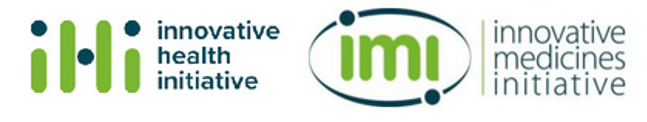 iHi
innovative
health
initiative
imi
innovative
medicines
initiative